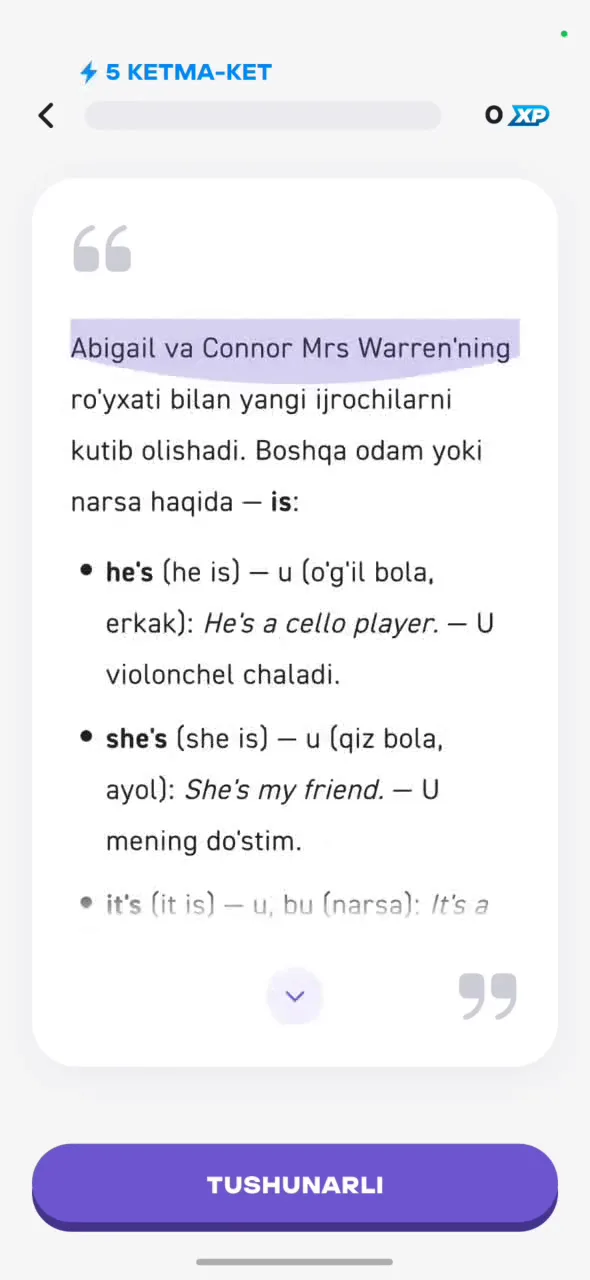 5 KETMA-KET
0 XP
Abigail va Connor Mrs Warren'ning
ro'yxati bilan yangi ijrochilarni
kutib olishadi. Boshqa odam yoki
narsa haqida — is:
• he's (he is) — u (o'g'il bola,
erkak): He's a cello player. — U
violonchel chaladi.
• she's (she is) — u (qiz bola,
ayol): She's my friend. — U
mening do'stim.
• it's (it is) — u, bu (narsa): It's a
TUSHUNARLI